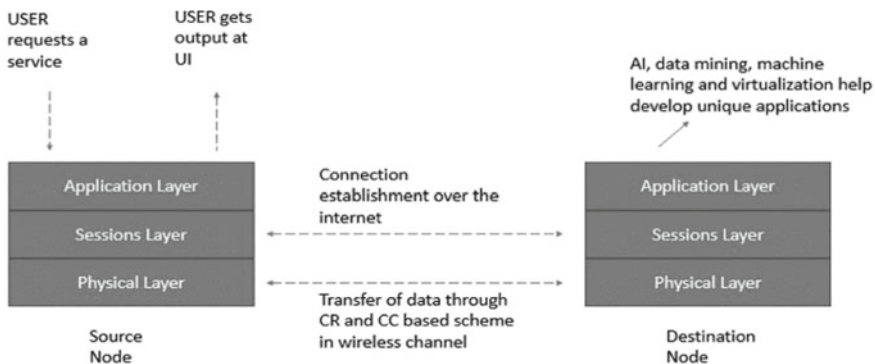 USER
requests a
service
USER gets
output at
UI
AI, data mining, machine
learning and virtualization help
develop unique applications
Application Layer
Sessions Layer
Physical Layer
Source
Node
Connection
establishment over the
internet
Transfer of data through
CR and CC based scheme
in wireless channel
Application Layer
Sessions Layer
Physical Layer
Destination
Node